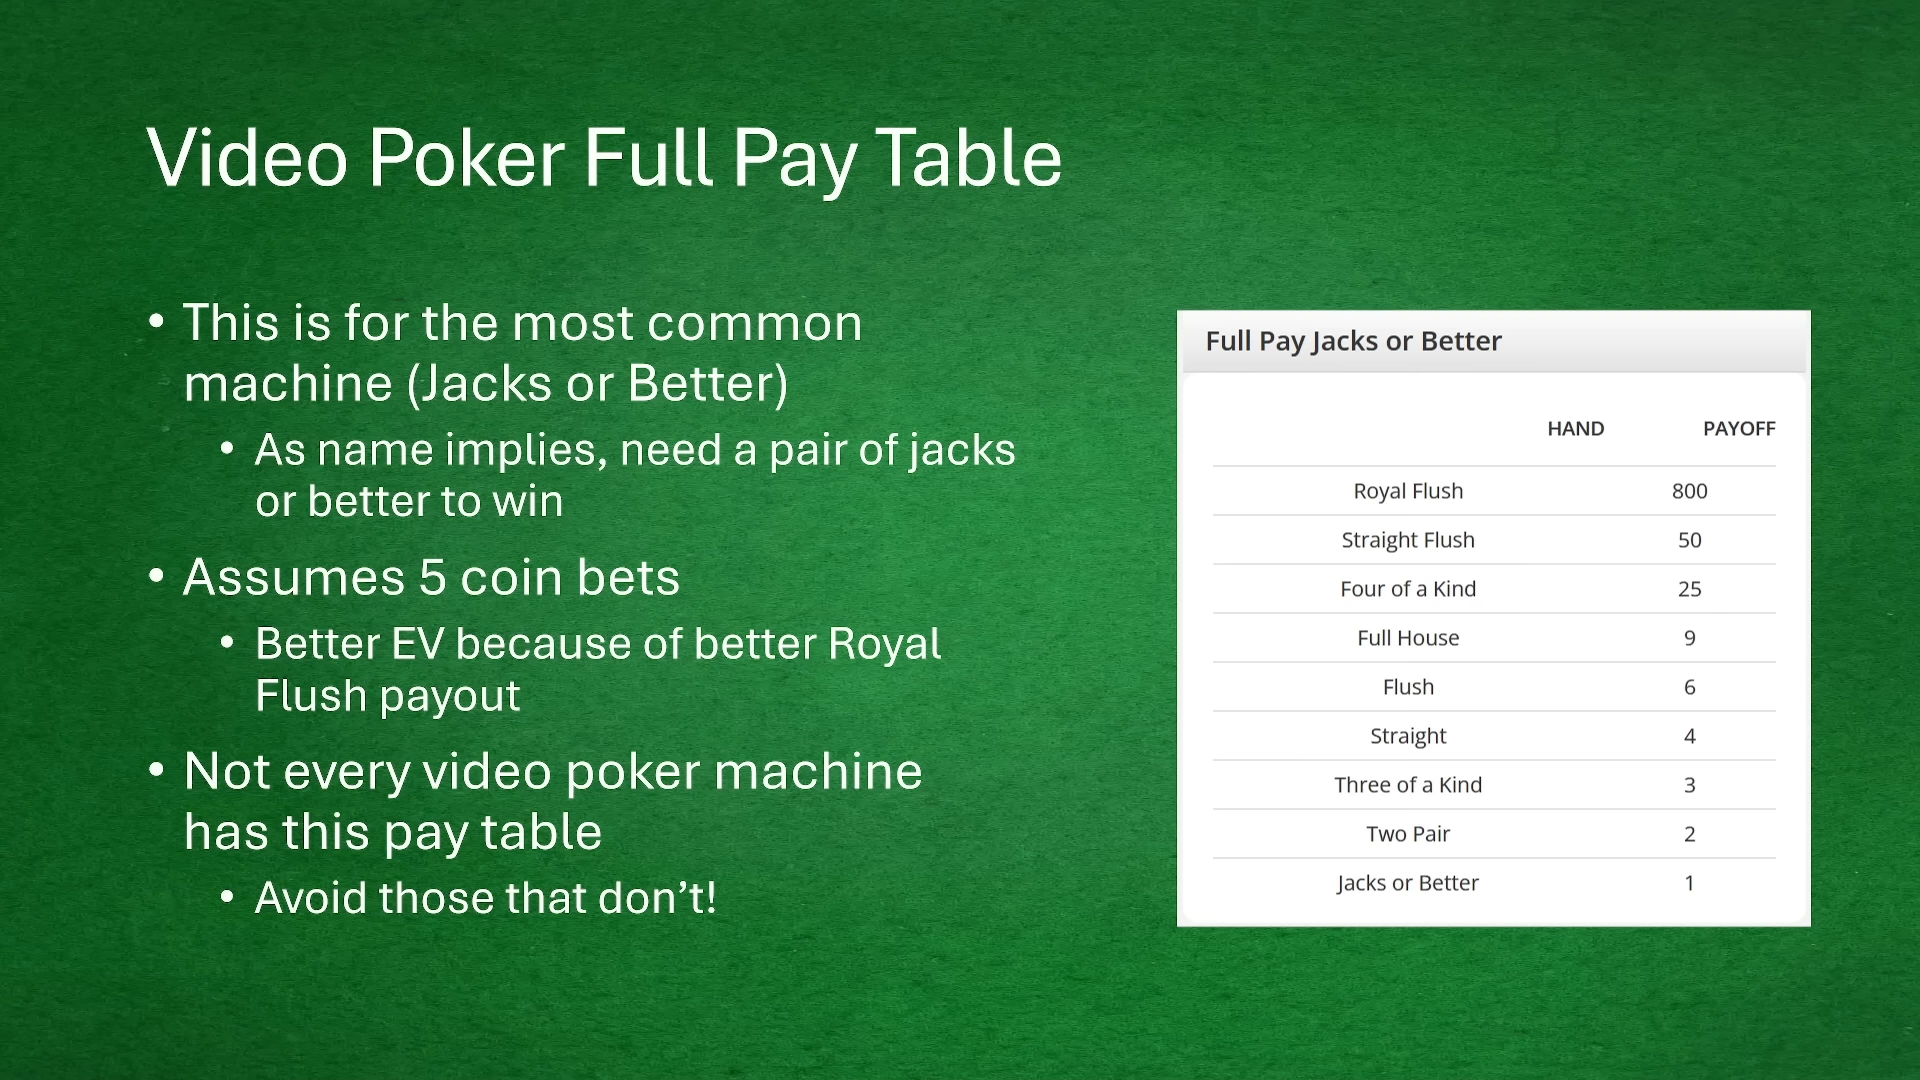 Video Poker Full Pay Table
• This is for the most common
machine (Jacks or Better)
• As name implies, need a pair of jacks
or better to win
• Assumes 5 coin bets
• Better EV because of better Royal
Flush payout
• Not every video poker machine
has this pay table
• Avoid those that don’t!
Full Pay Jacks or Better
HAND PAYOFF
Royal Flush 800
Straight Flush 50
Four of a Kind 25
Full House 9
Flush 6
Straight 4
Three of a Kind 3
Two Pair 2
Jacks or Better 1